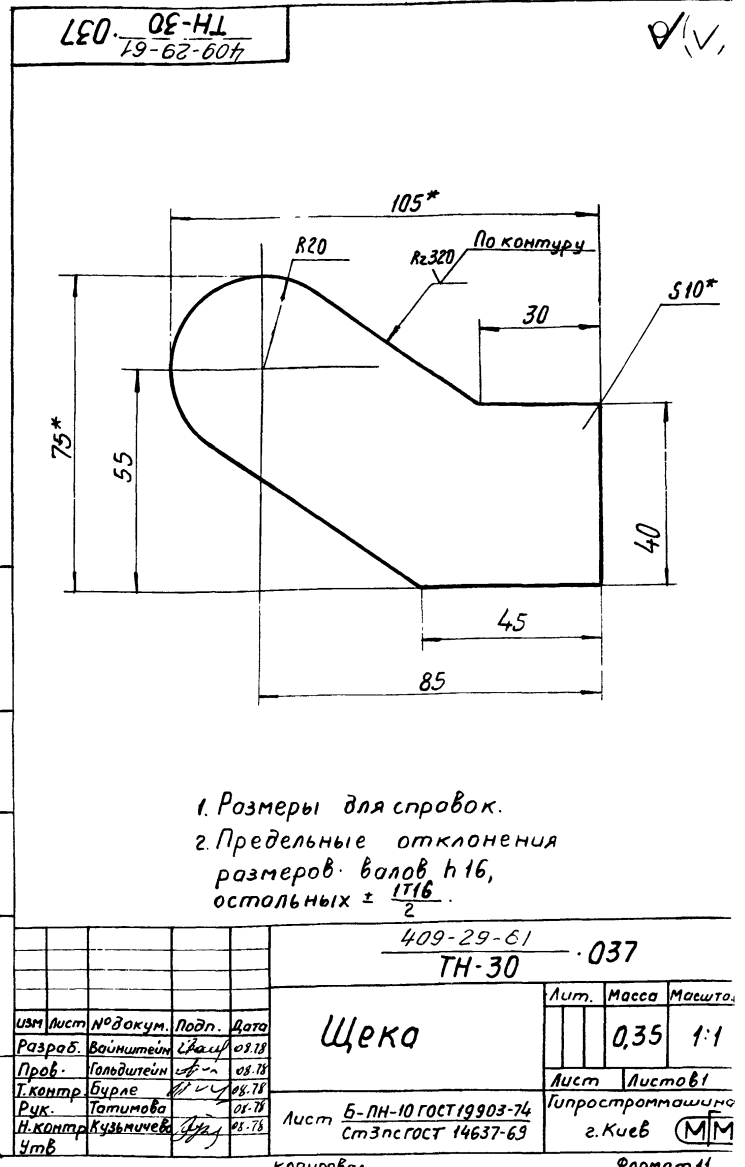 409-29-61
ТН-30 · 037
105*
R20
Rz320
По контуру
S10*
30
75*
55
40
45
85
1. Размеры для справок.
2. Предельные отклонения
размеров валов h16,
остальных ± IT16
2
409-29-61
ТН-30 · 037
Лит. Масса Масштаб
Щека
0,35 1:1
Изм Лист № докум. Подп. Дата
Разраб. Вайнштейн 08.78
Пров. Гольдштейн 08.78
Т.контр Бурле 08.78
Рук. Татимова 08.78
Н.контр Кузьмичева 08.78
Утв
Лист Листов 1
Лист Б-ПН-10 ГОСТ 19903-74
Ст3пс ГОСТ 14637-69
Гипростроммашина
г. Киев
ММ
Копировал
Формат 11